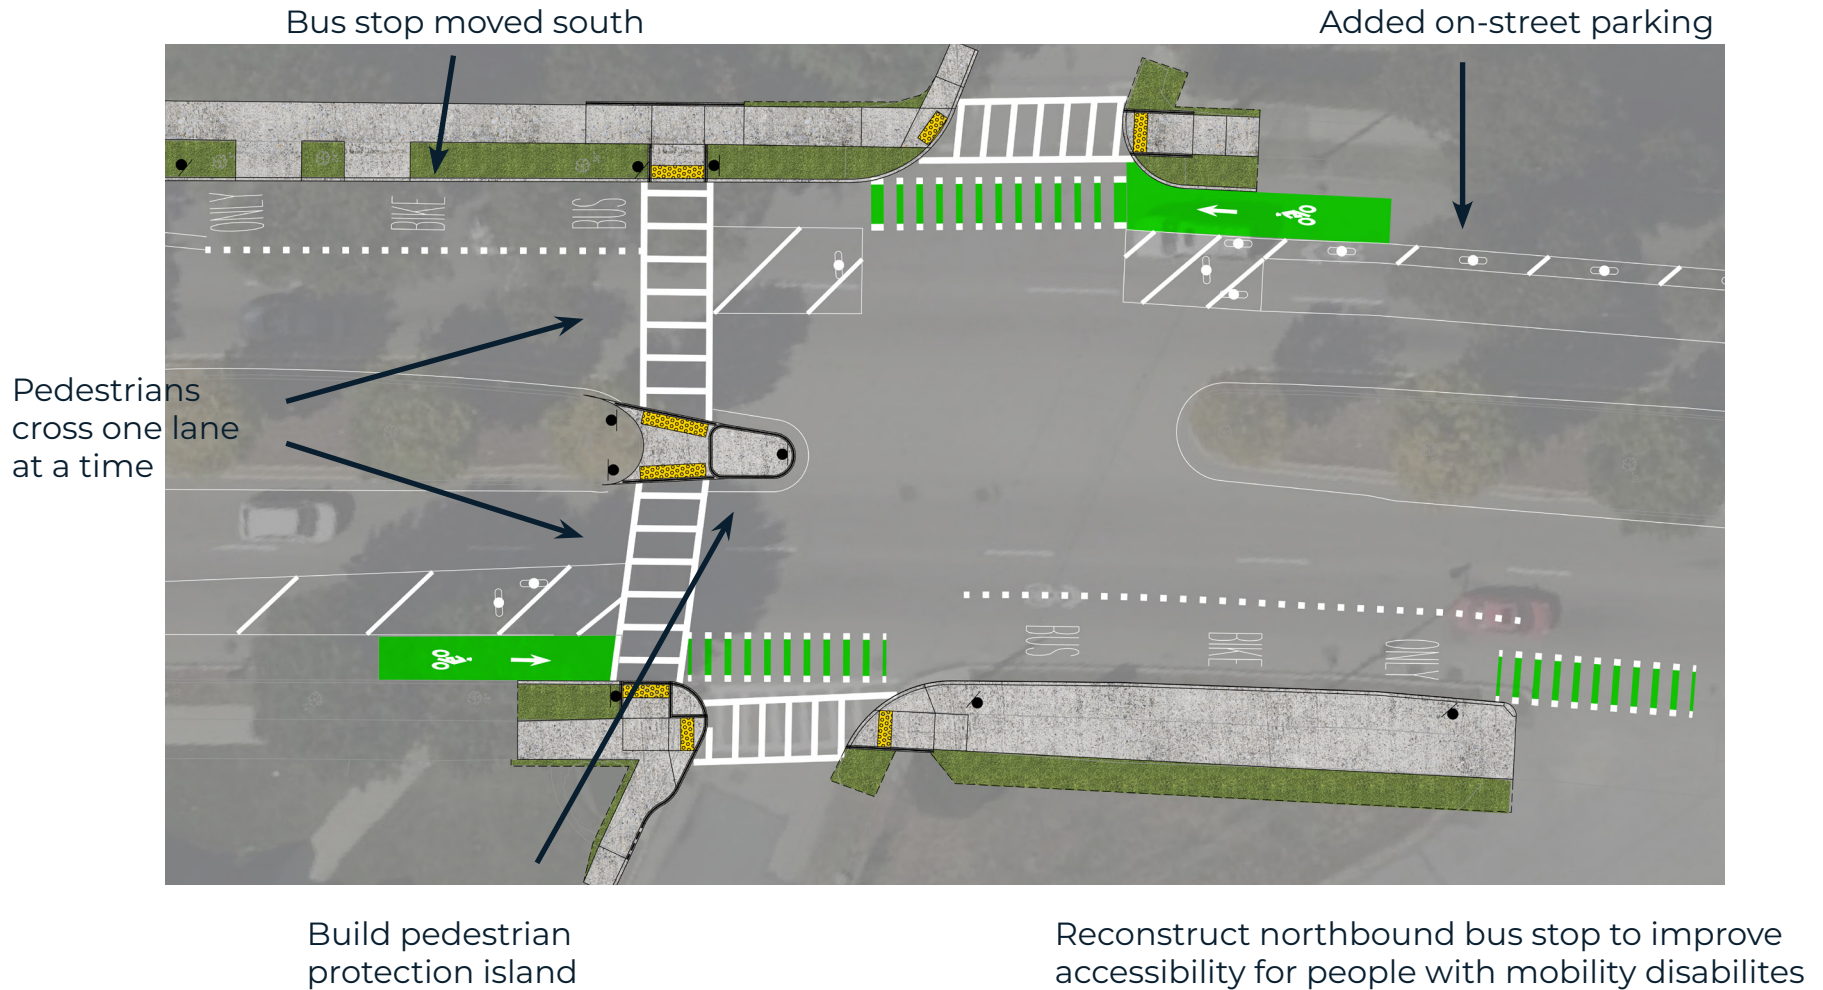 Bus stop moved south
Added on-street parking
ONLY
BIKE
BUS
Pedestrians
cross one lane
at a time
BUS
BIKE
ONLY
Build pedestrian
protection island
Reconstruct northbound bus stop to improve
accessibility for people with mobility disabilites